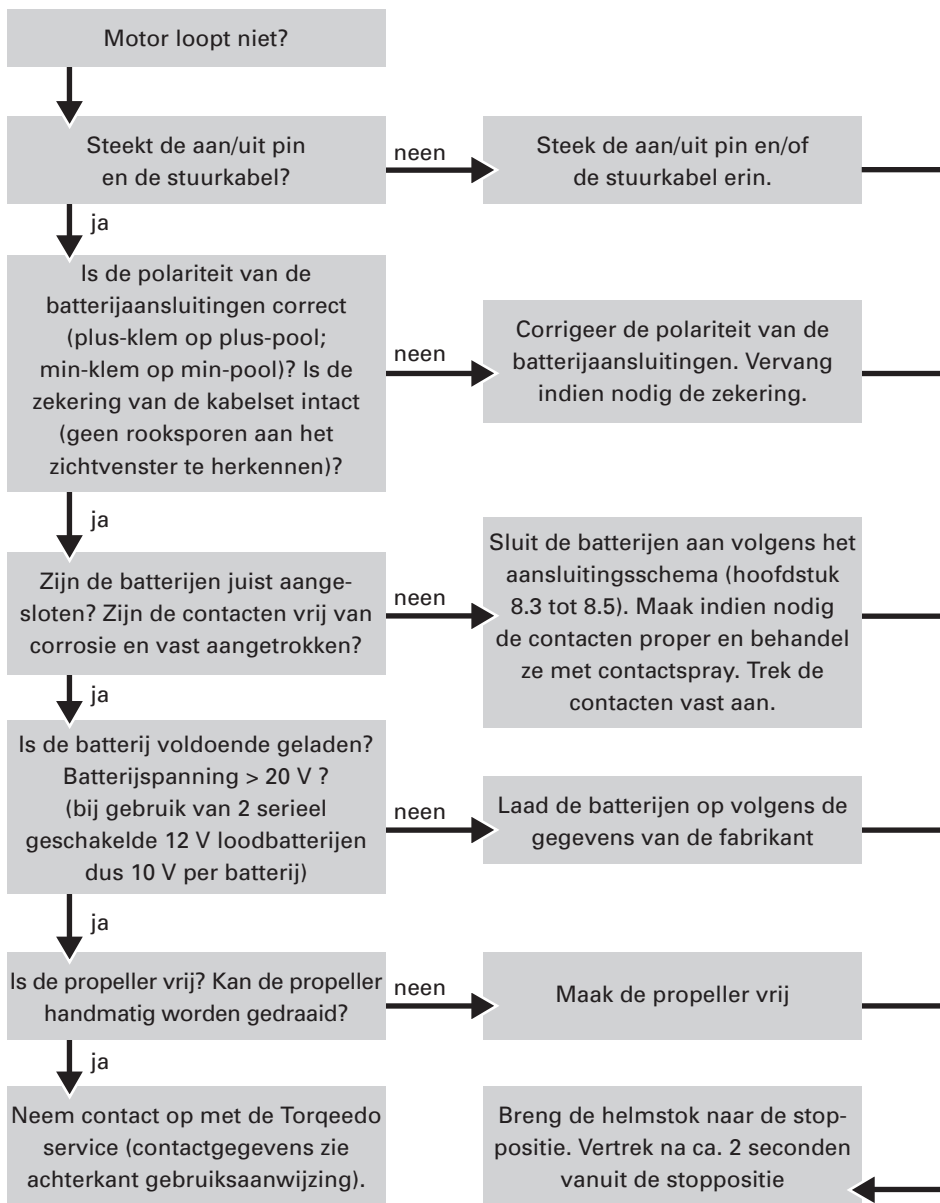 Motor loopt niet?
Steekt de aan/uit pin
en de stuurkabel?
neen
Steek de aan/uit pin en/of
de stuurkabel erin.
ja
Is de polariteit van de
batterijaansluitingen correct
(plus-klem op plus-pool;
min-klem op min-pool)? Is de
zekering van de kabelset intact
(geen rooksporen aan het
zichtvenster te herkennen)?
neen
Corrigeer de polariteit van de
batterijaansluitingen. Vervang
indien nodig de zekering.
ja
Zijn de batterijen juist aange-
sloten? Zijn de contacten vrij van
corrosie en vast aangetrokken?
neen
Sluit de batterijen aan volgens het
aansluitingsschema (hoofdstuk
8.3 tot 8.5). Maak indien nodig
de contacten proper en behandel
ze met contactspray. Trek de
contacten vast aan.
ja
Is de batterij voldoende geladen?
Batterijspanning > 20 V ?
(bij gebruik van 2 serieel
geschakelde 12 V loodbatterijen
dus 10 V per batterij)
neen
Laad de batterijen op volgens de
gegevens van de fabrikant
ja
Is de propeller vrij? Kan de propeller
handmatig worden gedraaid?
neen
Maak de propeller vrij
ja
Neem contact op met de Torqeedo
service (contactgegevens zie
achterkant gebruiksaanwijzing).
Breng de helmstok naar de stop-
positie. Vertrek na ca. 2 seconden
vanuit de stoppositie